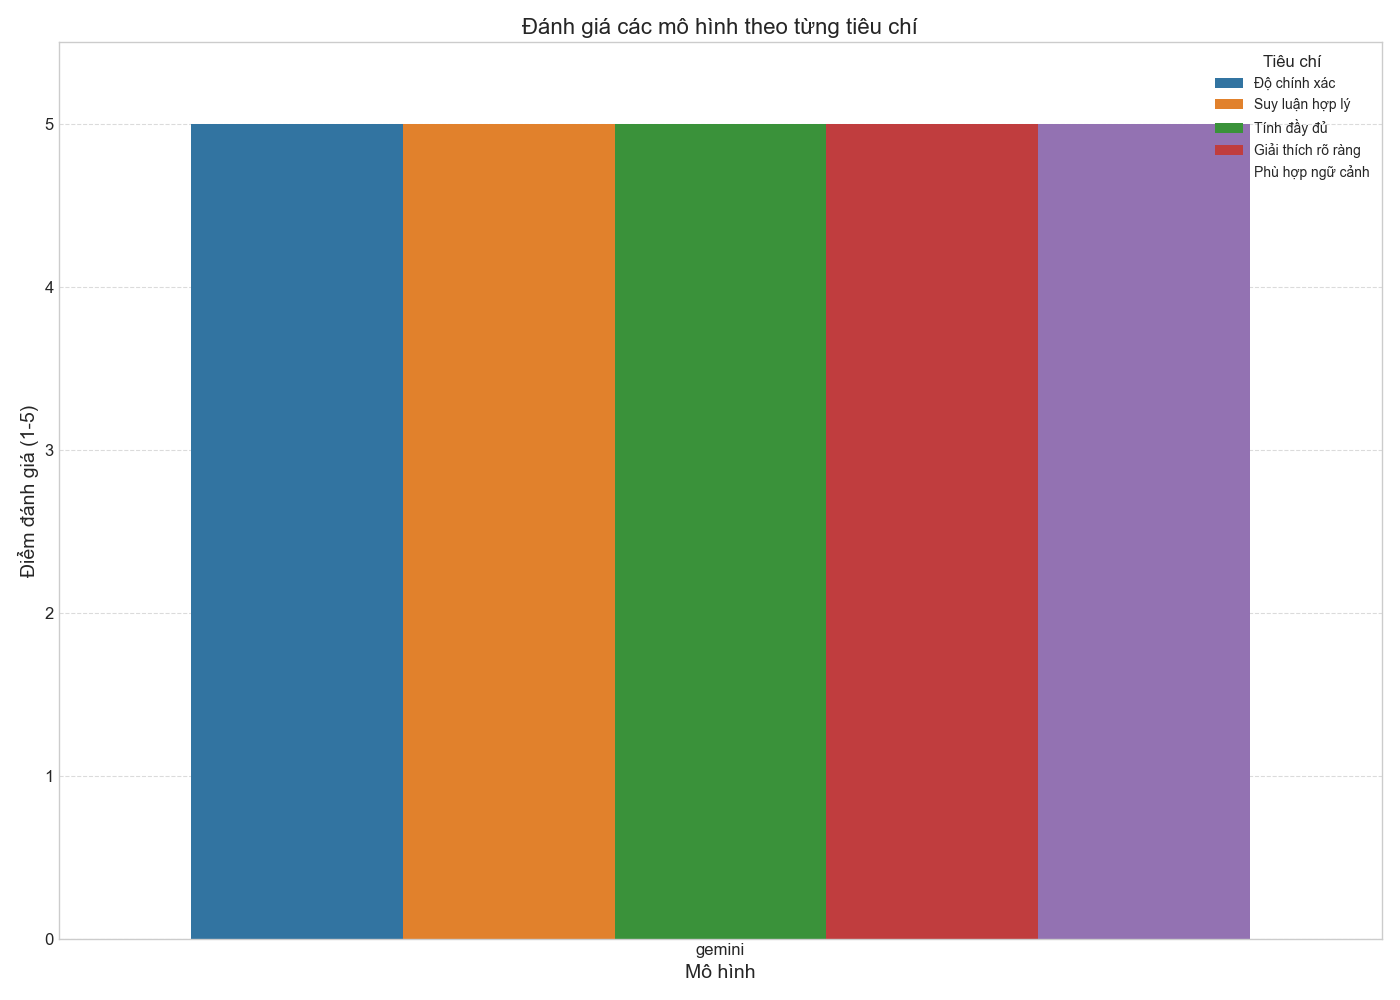 Đánh giá các mô hình theo từng tiêu chí
Tiêu chí
Độ chính xác
Suy luận hợp lý
Tính đầy đủ
Giải thích rõ ràng
Phù hợp ngữ cảnh
Điểm đánh giá (1-5)
5
4
3
2
1
0
gemini
Mô hình